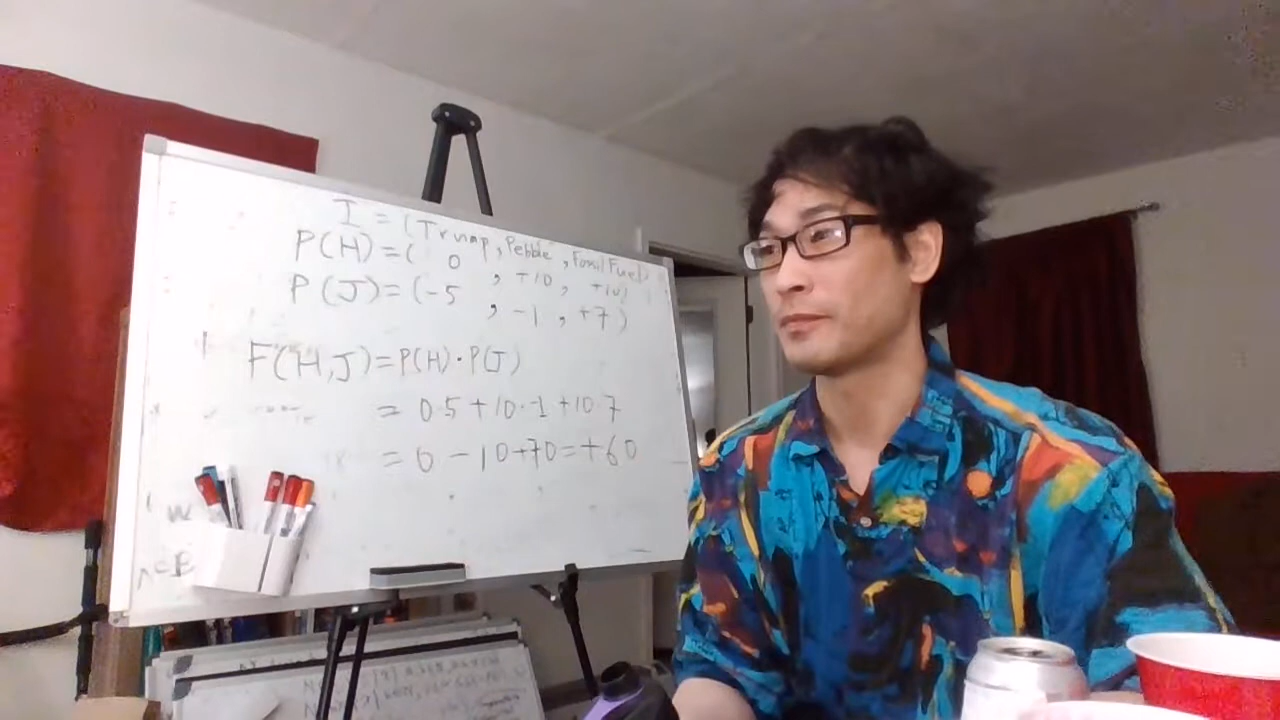 I = (Trump, Pebble, Fossil Fuel)
P(H) = ( 0 , +10, +10)
P(J) = (-5 , -1 , +7)
F(H,J) = P(H) · P(J)
= 0·5 + 10·-1 + 10·7
= 0 - 10 + 70 = +60